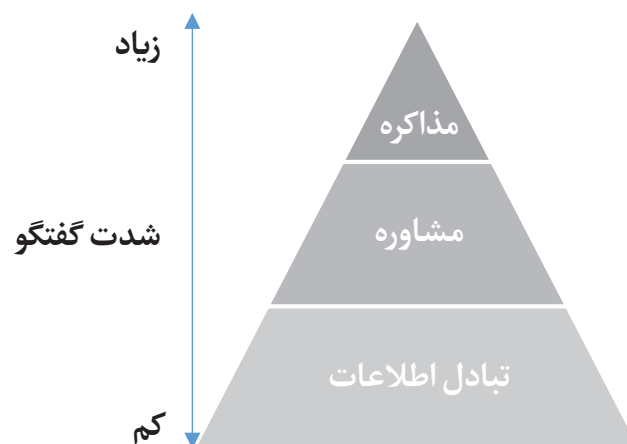 زیاد
مذاکره
شدت گفتگو
مشاوره
تبادل اطلاعات
کم